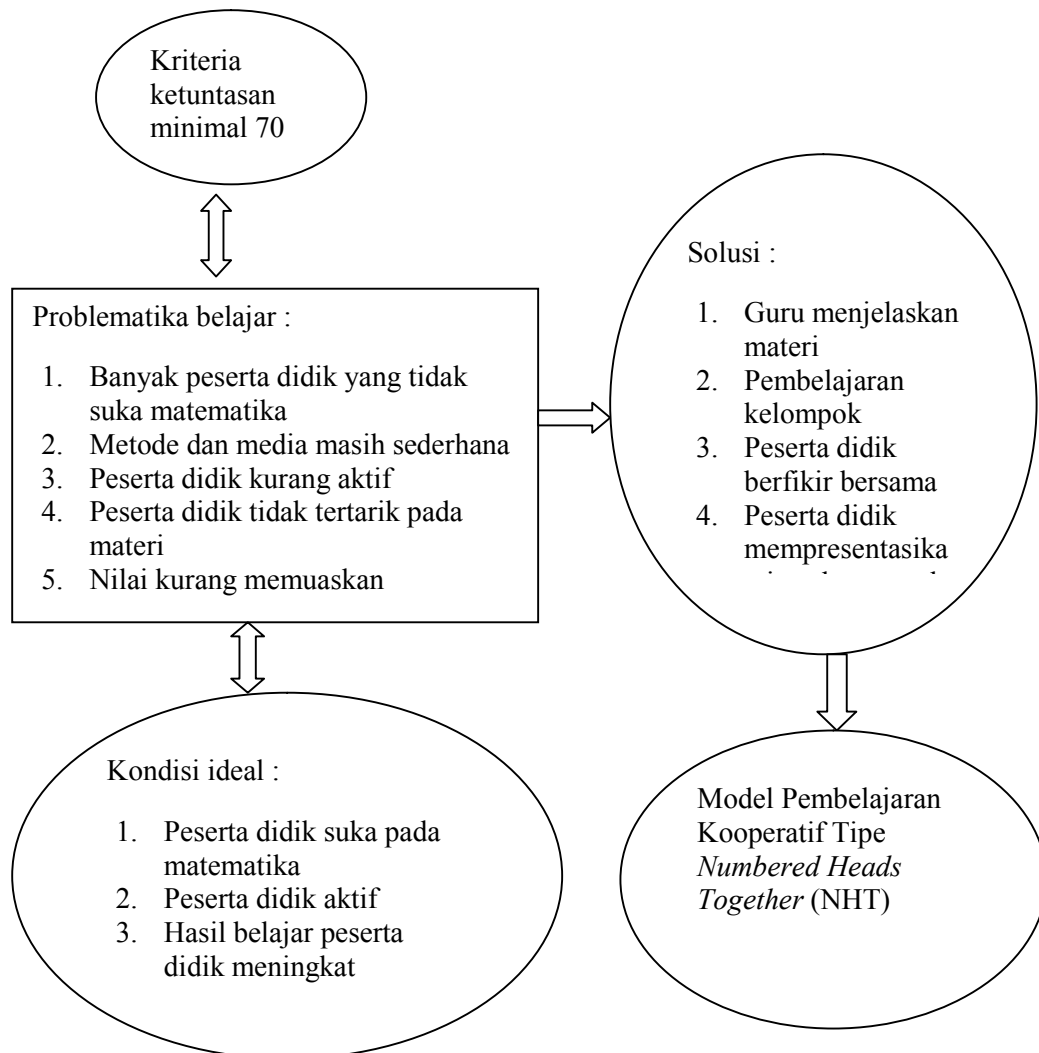 Kriteria
ketuntasan
minimal 70
Problematika belajar :
1. Banyak peserta didik yang tidak
suka matematika
2. Metode dan media masih sederhana
3. Peserta didik kurang aktif
4. Peserta didik tidak tertarik pada
materi
5. Nilai kurang memuaskan
Solusi :
1. Guru menjelaskan
materi
2. Pembelajaran
kelompok
3. Peserta didik
berfikir bersama
4. Peserta didik
mempresentasika
Kondisi ideal :
1. Peserta didik suka pada
matematika
2. Peserta didik aktif
3. Hasil belajar peserta
didik meningkat
Model Pembelajaran
Kooperatif Tipe
Numbered Heads
Together (NHT)